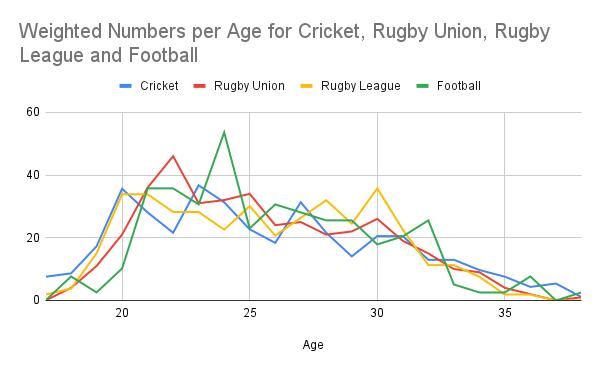 Weighted Numbers per Age for Cricket, Rugby Union, Rugby
League and Football
Cricket Rugby Union Rugby League Football
60
40
20
0
20 25 30 35
Age